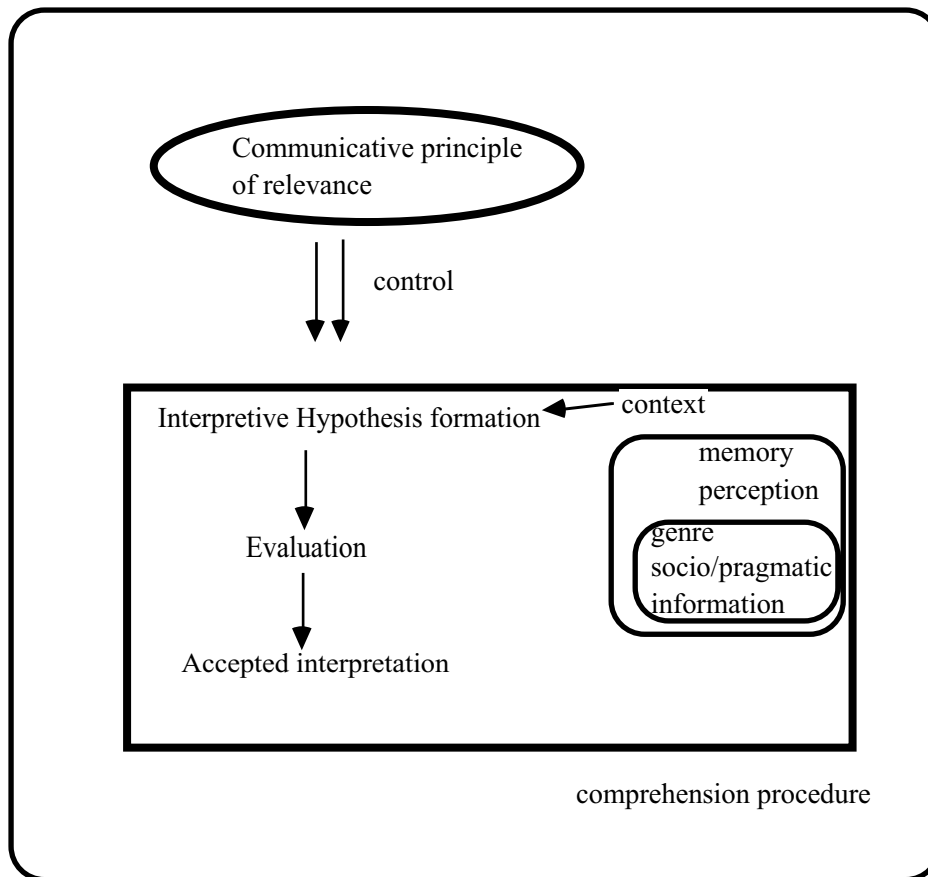 Communicative principle
of relevance
control
Interpretive Hypothesis formation
context
memory
perception
genre
socio/pragmatic
information
Evaluation
Accepted interpretation
comprehension procedure